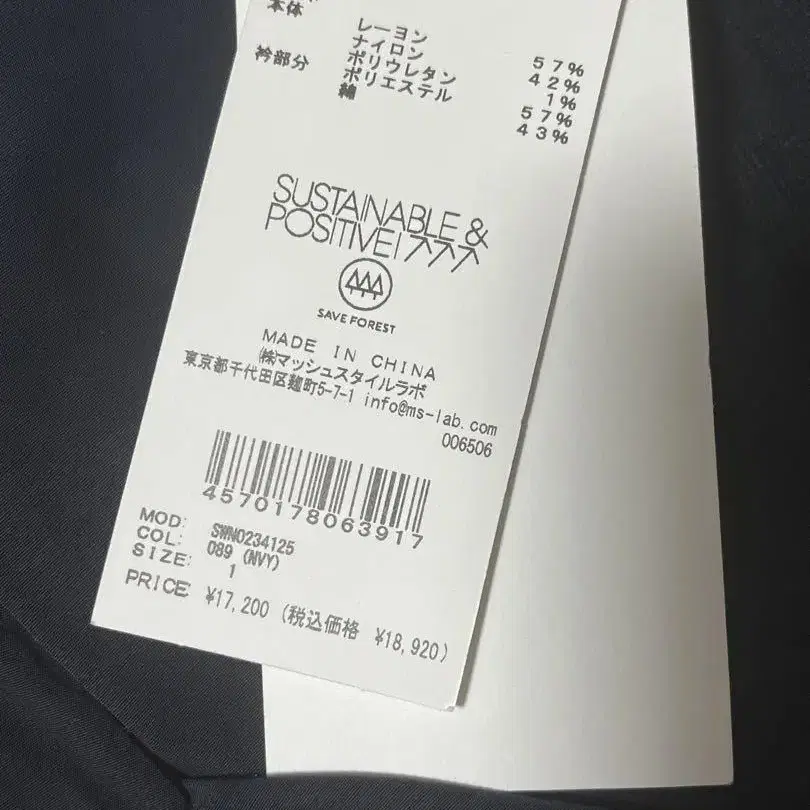 本体
レーヨン 57%
ナイロン 42%
ポリウレタン 1%
衿部分 ポリエステル 57%
綿 43%
SUSTAINABLE &
POSITIVE!
SAVE FOREST
MADE IN CHINA
㈱マッシュスタイルラボ
東京都千代田区麹町5-7-1 info@ms-lab.com
006506
4570178063917
MOD: SWNO234125
COL: 089 (NVY)
SIZE: 1
PRICE: ¥17,200 (税込価格 ¥18,920)